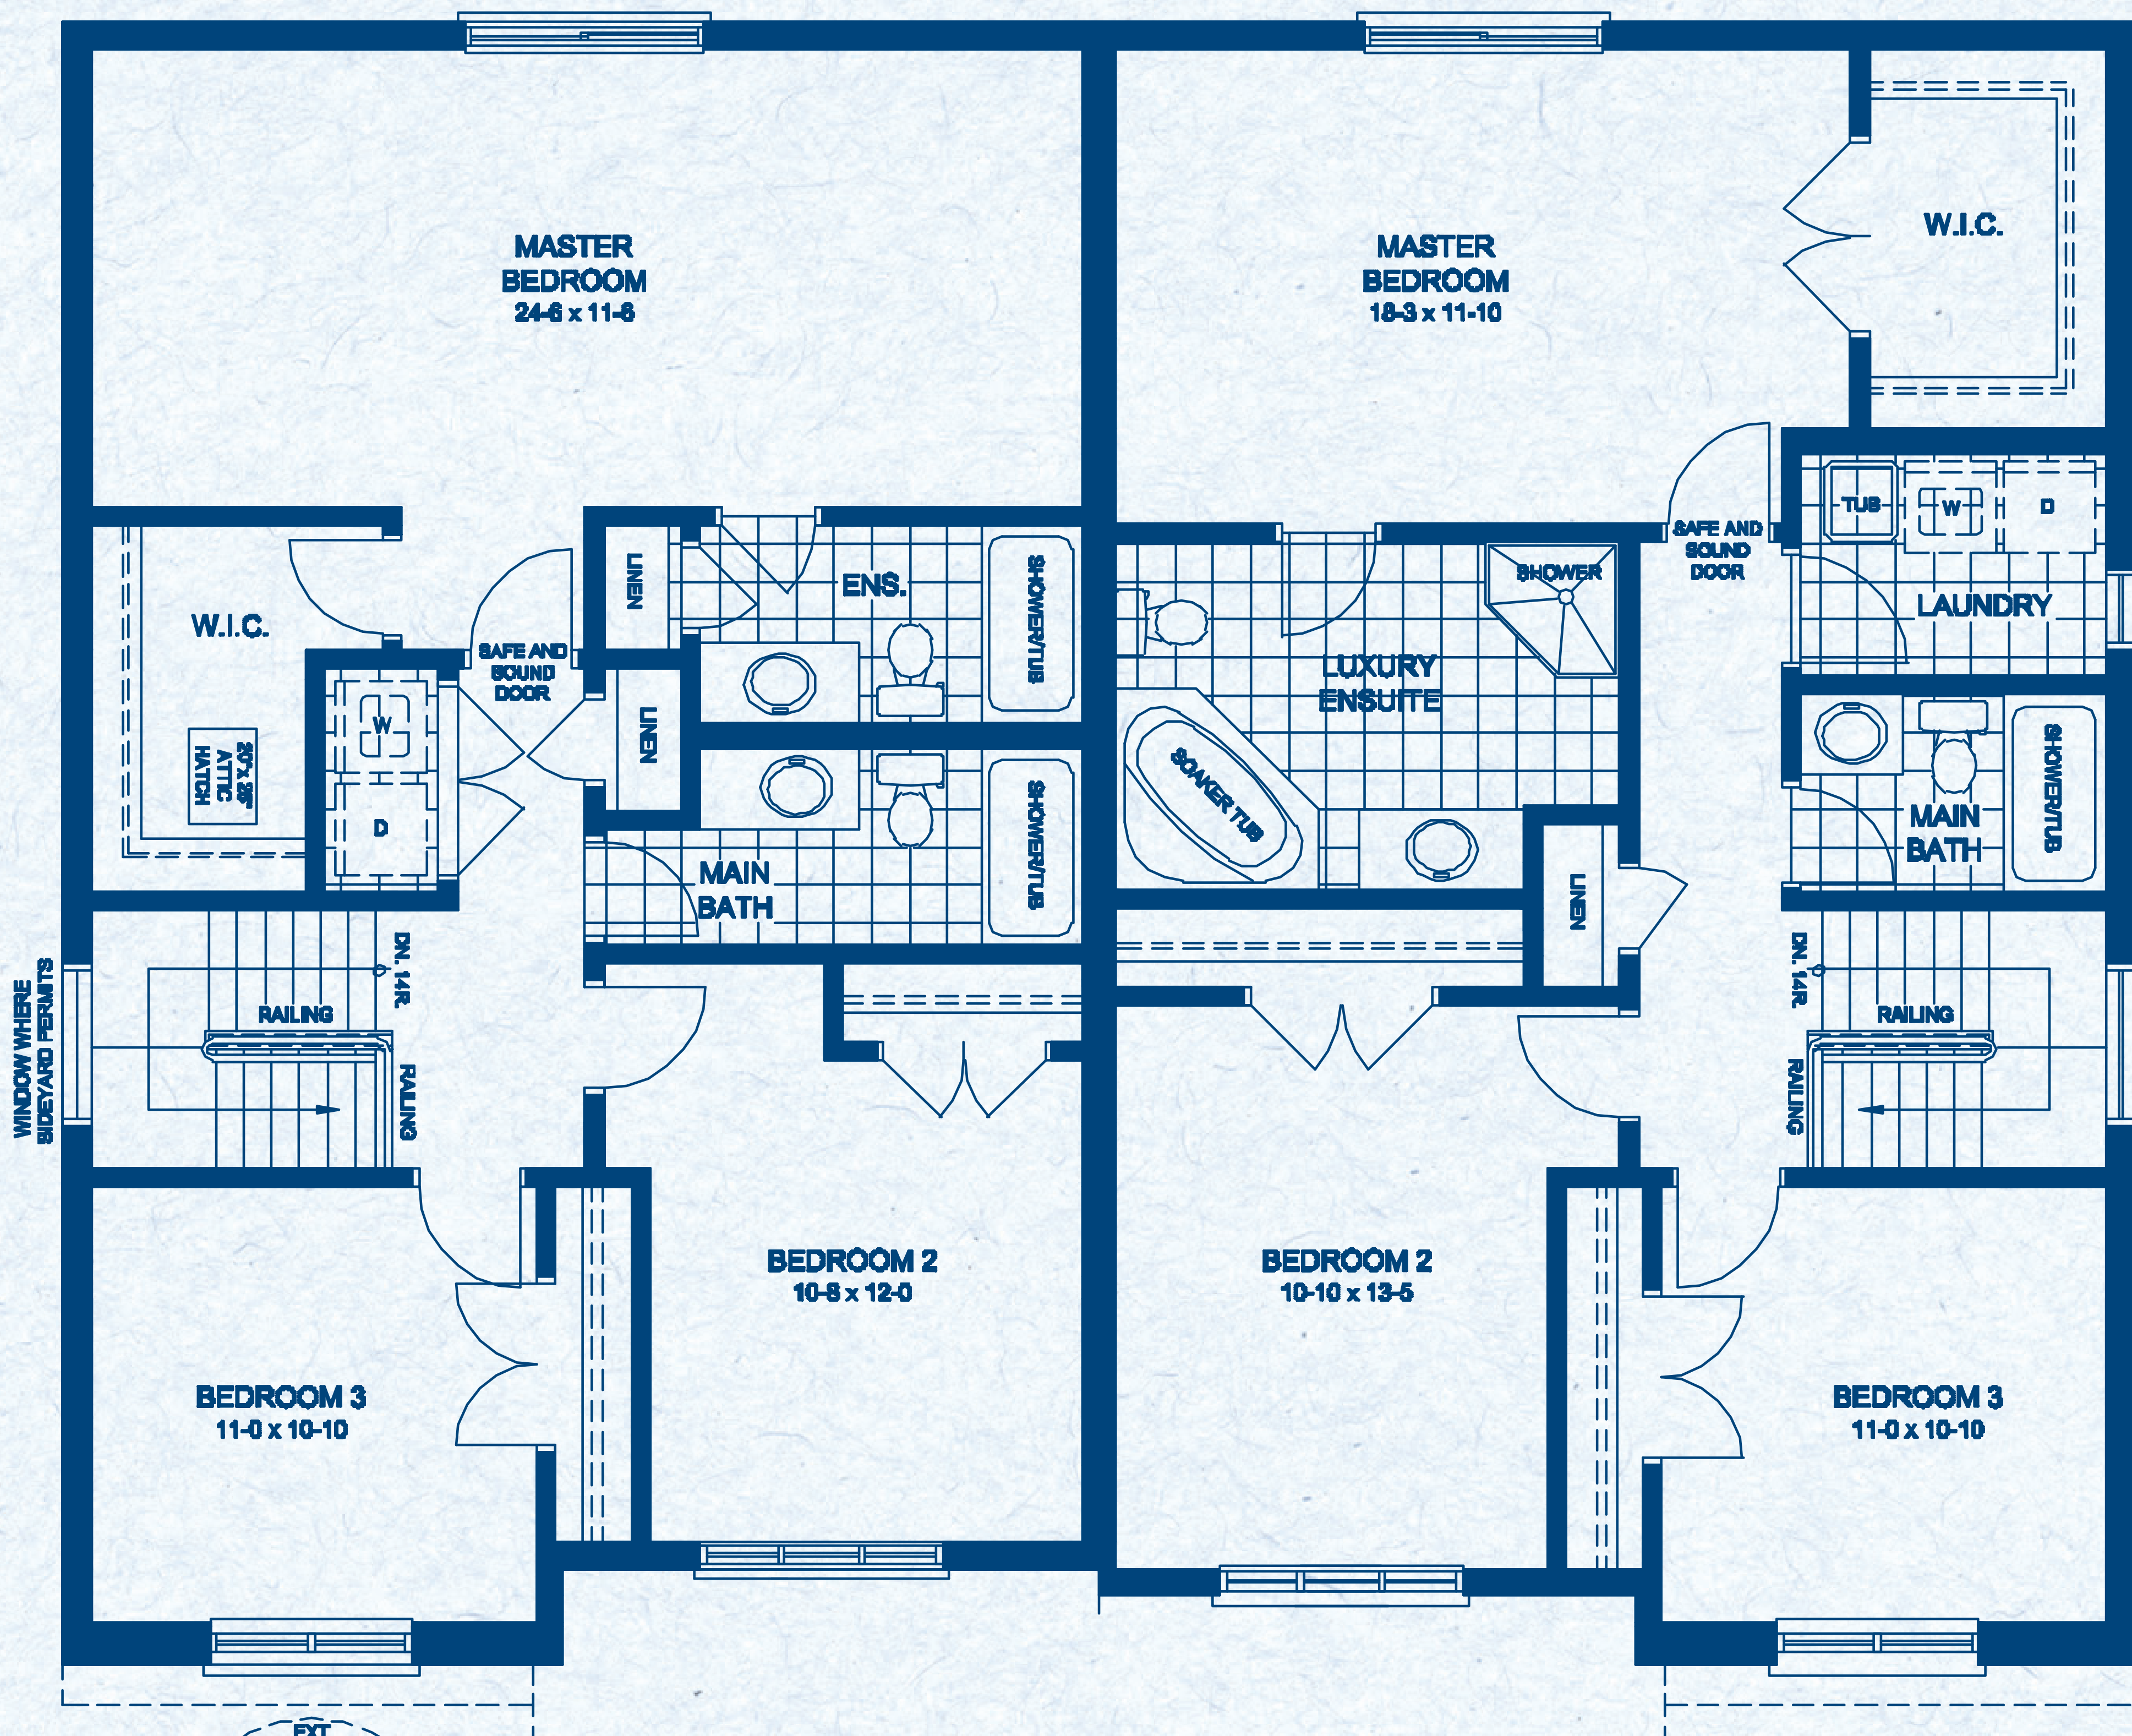 MASTER
BEDROOM
24-6 x 11-6
MASTER
BEDROOM
18-3 x 11-10
W.I.C.
W.I.C.
SAFE AND
SOUND
DOOR
W
D
20"x 28"
ATTIC
HATCH
LINEN
LINEN
ENS.
SHOWER/TUB
MAIN
BATH
SHOWER/TUB
LUXURY
ENSUITE
SHOWER
SOAKER TUB
LINEN
SAFE AND
SOUND
DOOR
TUB
W
D
LAUNDRY
MAIN
BATH
SHOWER/TUB
WINDOW WHERE
SIDEYARD PERMITS
DN. 14R.
RAILING
RAILING
DN. 14R.
RAILING
RAILING
BEDROOM 2
10-8 x 12-0
BEDROOM 2
10-10 x 13-5
BEDROOM 3
11-0 x 10-10
BEDROOM 3
11-0 x 10-10
EXT